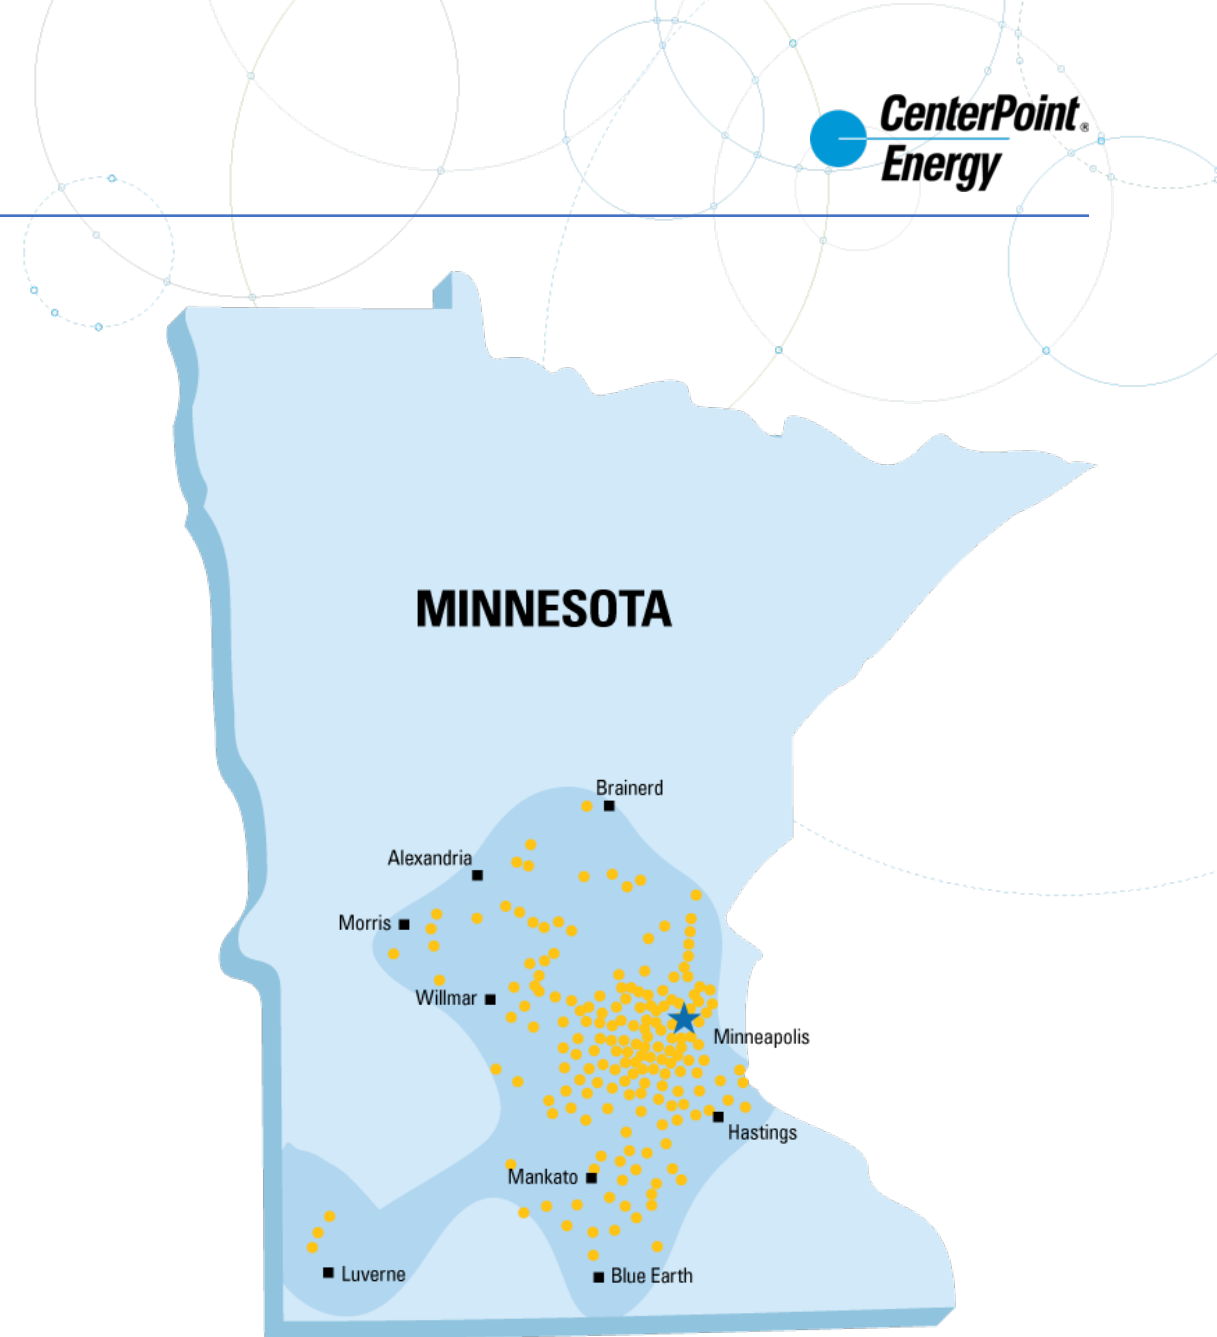 CenterPoint®
Energy
MINNESOTA
Brainerd
Alexandria
Morris
Willmar
Minneapolis
Hastings
Mankato
Luverne
Blue Earth